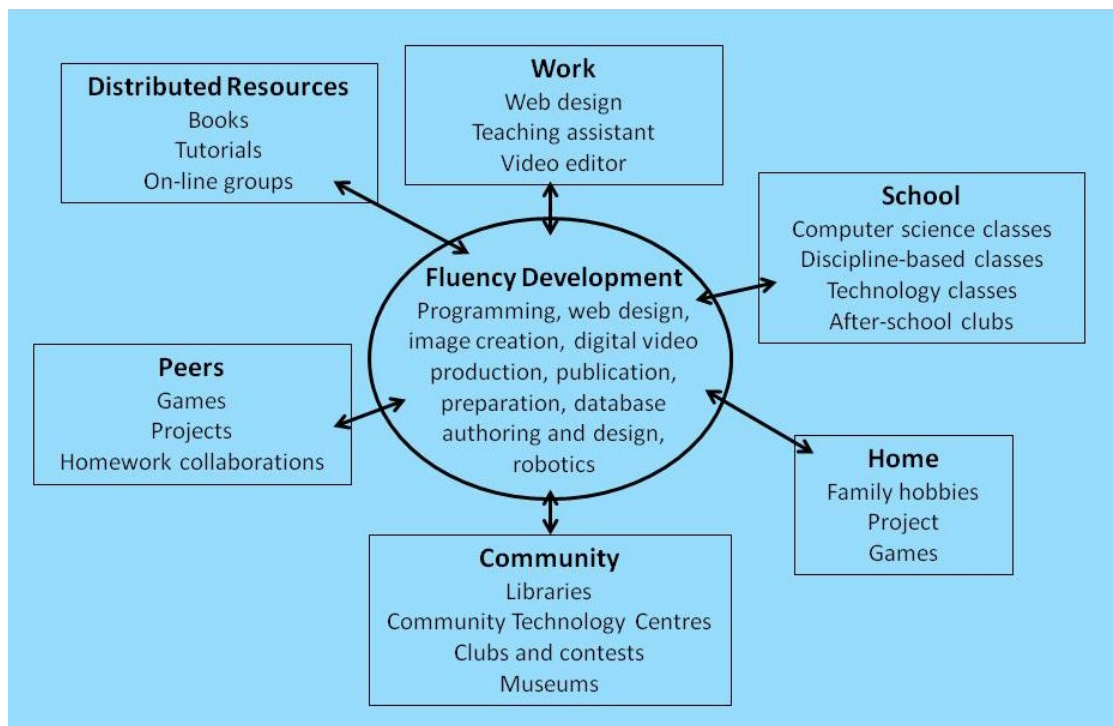 Distributed Resources
Books
Tutorials
On-line groups
Work
Web design
Teaching assistant
Video editor
School
Computer science classes
Discipline-based classes
Technology classes
After-school clubs
Fluency Development
Programming, web design,
image creation, digital video
production, publication,
preparation, database
authoring and design,
robotics
Peers
Games
Projects
Homework collaborations
Home
Family hobbies
Project
Games
Community
Libraries
Community Technology Centres
Clubs and contests
Museums